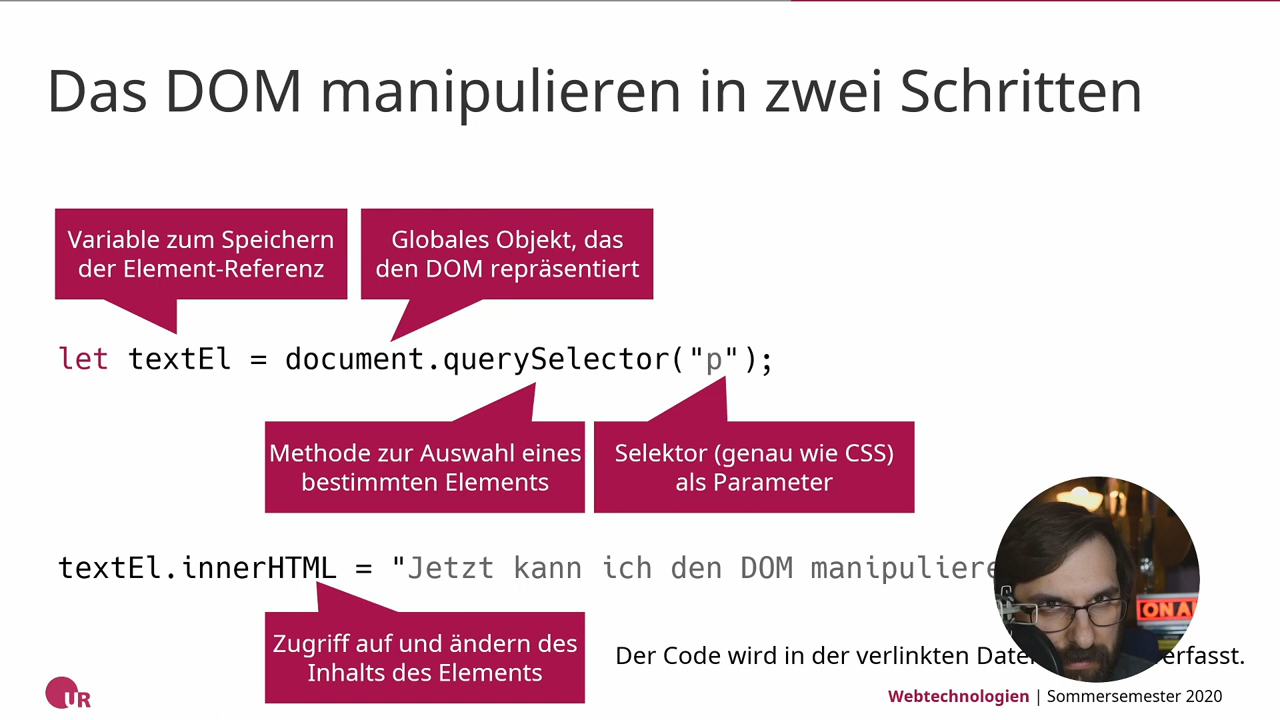 Das DOM manipulieren in zwei Schritten
Variable zum Speichern
der Element-Referenz
Globales Objekt, das
den DOM repräsentiert
let textEl = document.querySelector("p");
Methode zur Auswahl eines
bestimmten Elements
Selektor (genau wie CSS)
als Parameter
textEl.innerHTML = "Jetzt kann ich den DOM
Zugriff auf und ändern des
Inhalts des Elements
Der Code wird in der verlinkten
ON A
UR
Webtechnologien | Sommersemester 2020